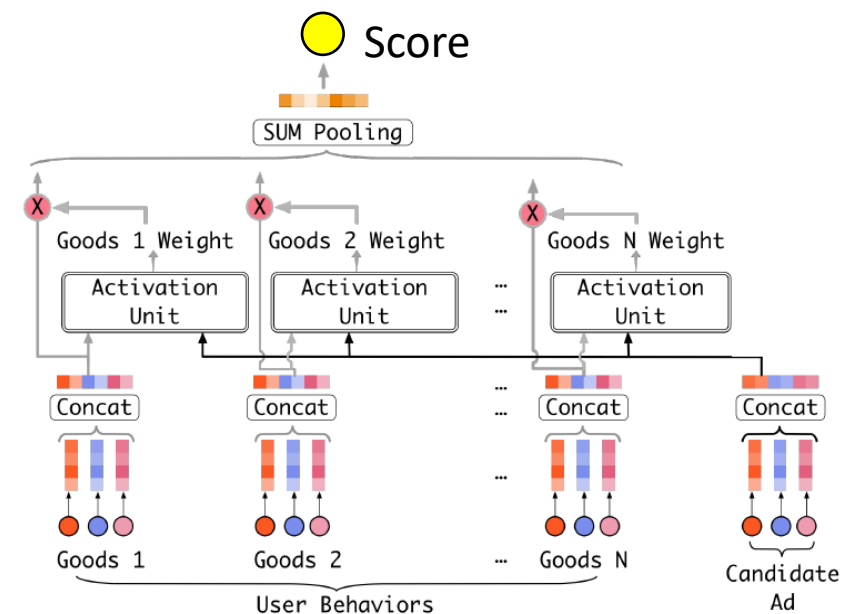 Score
SUM Pooling
X
X
X
Goods 1 Weight
Goods 2 Weight
Goods N Weight
Activation
Unit
Activation
Unit
...
...
Activation
Unit
Concat
Concat
...
...
Concat
Concat
...
Goods 1
Goods 2
...
Goods N
Candidate
Ad
User Behaviors